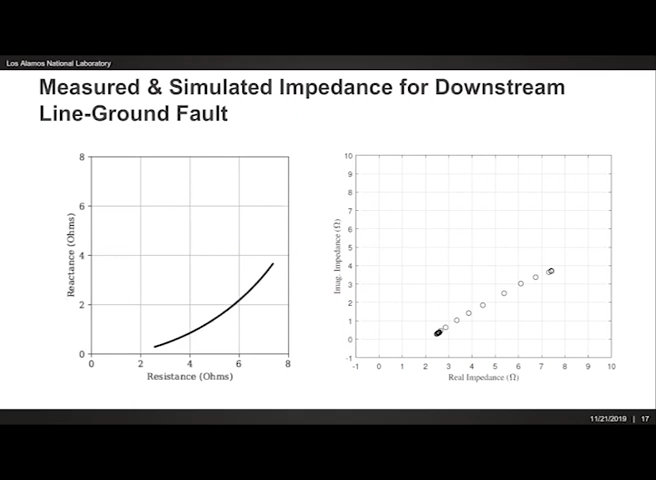 Los Alamos National Laboratory
Measured & Simulated Impedance for Downstream
Line-Ground Fault
8
6
4
2
0
0 2 4 6 8
Reactance (Ohms)
Resistance (Ohms)
10
9
8
7
6
5
4
3
2
1
0
-1
-1 0 1 2 3 4 5 6 7 8 9 10
Imag. Impedance (Ω)
Real Impedance (Ω)
11/21/2019 | 17